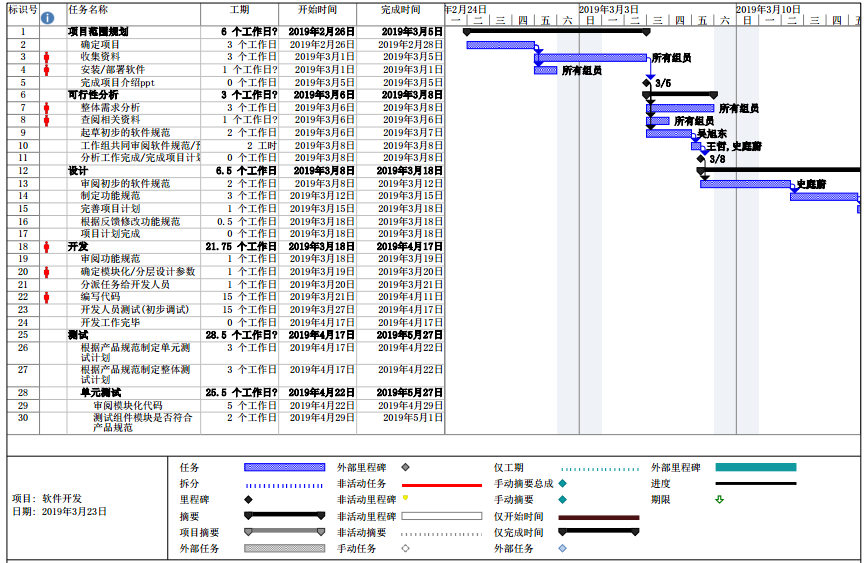 标识号 任务名称 工期 开始时间 完成时间 年2月24日 2019年3月3日 2019年3月10日
一 二 三 四 五 六 日 一 二 三 四 五 六 日 一 二 三 四 五
1 项目范围规划 6 个工作日? 2019年2月26日 2019年3月5日
2 确定项目 3 个工作日 2019年2月26日 2019年2月28日
3 收集资料 3 个工作日 2019年3月1日 2019年3月5日 所有组员
4 安装/部署软件 1 个工作日? 2019年3月1日 2019年3月1日 所有组员
5 完成项目介绍ppt 0 个工作日 2019年3月5日 2019年3月5日 3/5
6 可行性分析 3 个工作日? 2019年3月6日 2019年3月8日
7 整体需求分析 3 个工作日 2019年3月6日 2019年3月8日 所有组员
8 查阅相关资料 1 个工作日? 2019年3月6日 2019年3月6日 所有组员
9 起草初步的软件规范 2 个工作日 2019年3月6日 2019年3月7日 吴旭东
10 工作组共同审阅软件规范/ 2 工时 2019年3月8日 2019年3月8日 王哲,史庭蔚
11 分析工作完成/完成项目计 0 个工作日 2019年3月8日 2019年3月8日 3/8
12 设计 6.5 个工作日 2019年3月8日 2019年3月18日
13 审阅初步的软件规范 2 个工作日 2019年3月8日 2019年3月12日 史庭蔚
14 制定功能规范 3 个工作日 2019年3月12日 2019年3月15日
15 完善项目计划 1 个工作日 2019年3月15日 2019年3月18日
16 根据反馈修改功能规范 0.5 个工作日 2019年3月18日 2019年3月18日
17 项目计划完成 0 个工作日 2019年3月18日 2019年3月18日
18 开发 21.75 个工作日 2019年3月18日 2019年4月17日
19 审阅功能规范 1 个工作日 2019年3月18日 2019年3月19日
20 确定模块化/分层设计参数 1 个工作日 2019年3月19日 2019年3月20日
21 分派任务给开发人员 1 个工作日 2019年3月20日 2019年3月21日
22 编写代码 15 个工作日 2019年3月21日 2019年4月11日
23 开发人员测试(初步调试) 15 个工作日 2019年3月27日 2019年4月17日
24 开发工作完毕 0 个工作日 2019年4月17日 2019年4月17日
25 测试 28.5 个工作日? 2019年4月17日 2019年5月27日
26 根据产品规范制定单元测 3 个工作日 2019年4月17日 2019年4月22日
试计划
27 根据产品规范制定整体测 3 个工作日 2019年4月17日 2019年4月22日
试计划
28 单元测试 25.5 个工作日? 2019年4月22日 2019年5月27日
29 审阅模块化代码 5 个工作日 2019年4月22日 2019年4月29日
30 测试组件模块是否符合 2 个工作日 2019年4月29日 2019年5月1日
产品规范
项目: 软件开发
日期: 2019年3月23日
任务 外部里程碑 仅工期 外部里程碑
拆分 非活动任务 手动摘要总成 进度
里程碑 非活动里程碑 手动摘要 期限
摘要 非活动里程碑 仅开始时间
项目摘要 非活动摘要 仅完成时间
外部任务 手动任务 外部任务